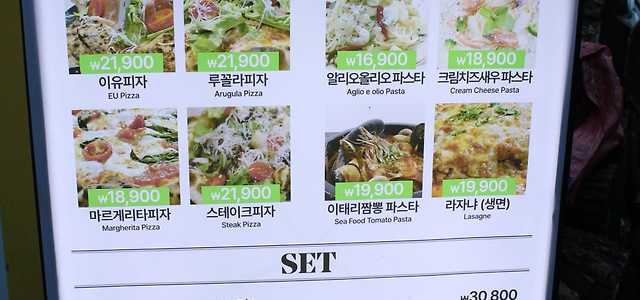 ₩21,900 ₩21,900 ₩16,900 ₩18,900
이유피자 루꼴라피자 알리오올리오 파스타 크림치즈새우 파스타
EU Pizza Arugula Pizza Aglio e olio Pasta Cream Cheese Pasta
₩18,900 ₩21,900 ₩19,900 ₩19,900
마르게리타피자 스테이크피자 이태리짬뽕 파스타 라자냐 (생면)
Margherita Pizza Steak Pizza Sea Food Tomato Pasta Lasagne
SET
₩30,800